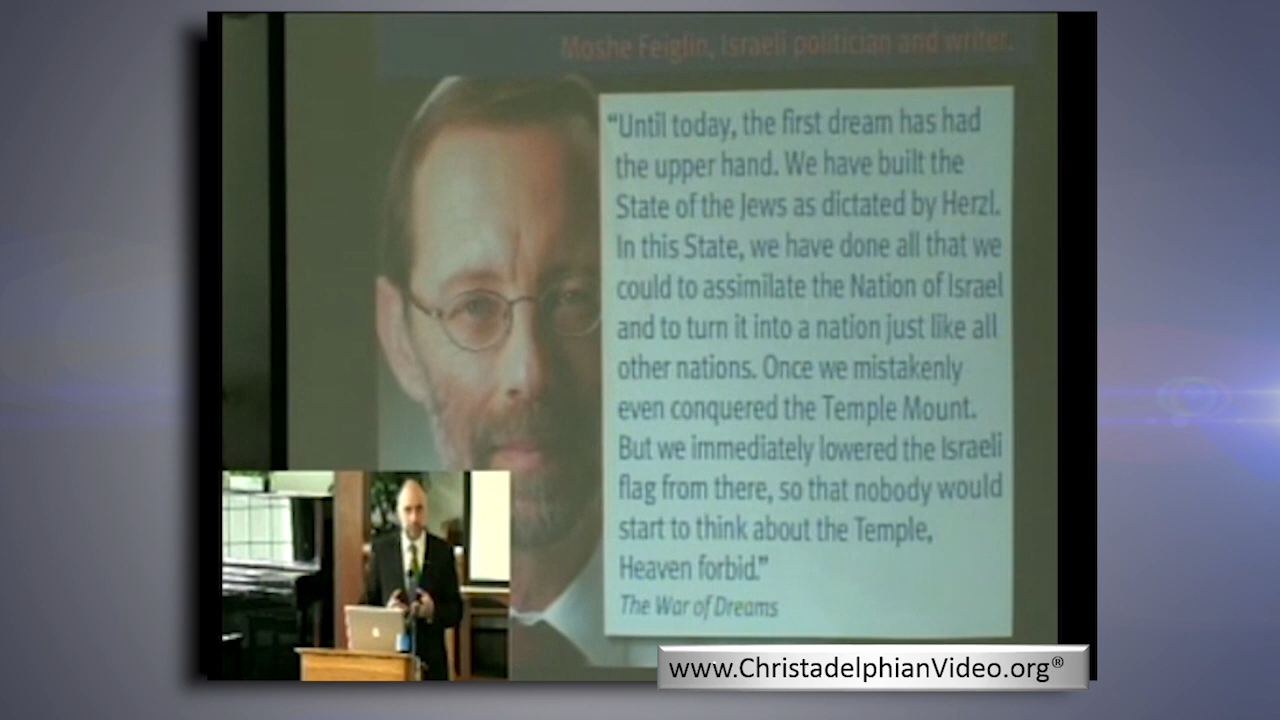 Moshe Feiglin, Israeli politician and writer.
“Until today, the first dream has had
the upper hand. We have built the
State of the Jews as dictated by Herzl.
In this State, we have done all that we
could to assimilate the Nation of Israel
and to turn it into a nation just like all
other nations. Once we mistakenly
even conquered the Temple Mount.
But we immediately lowered the Israeli
flag from there, so that nobody would
start to think about the Temple,
Heaven forbid.”
The War of Dreams
www.ChristadelphianVideo.org®